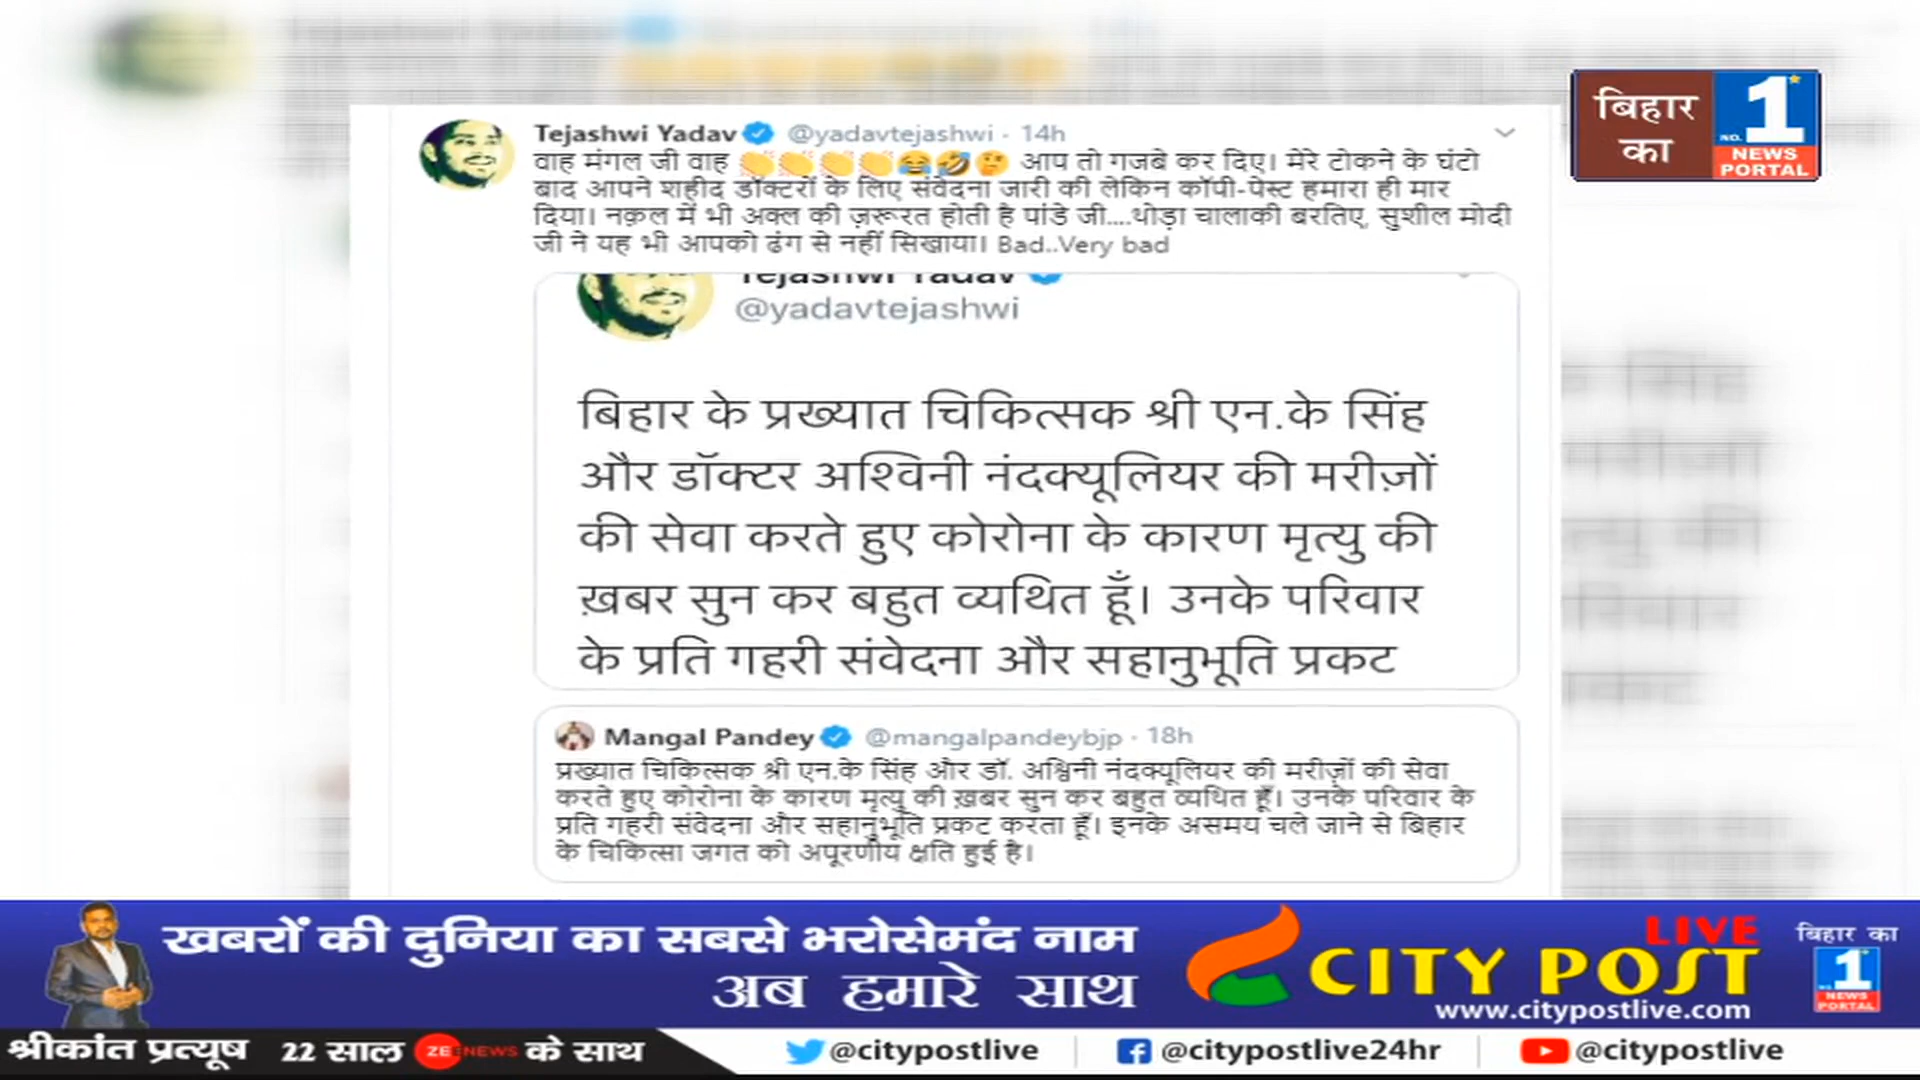 Tejashwi Yadav @yadavtejashwi · 14h
वाह मंगल जी वाह 👏👏👏👏😂🤣🤔 आप तो गजबे कर दिए। मेरे टोकने के घंटो
बाद आपने शहीद डॉक्टरों के लिए संवेदना जारी की लेकिन कॉपी-पेस्ट हमारा ही मार
दिया। नक़ल में भी अक्ल की ज़रूरत होती है पांडे जी....थोड़ा चालाकी बरतिए, सुशील मोदी
जी ने यह भी आपको ढंग से नहीं सिखाया। Bad..Very bad
Tejashwi Yadav
@yadavtejashwi
बिहार के प्रख्यात चिकित्सक श्री एन.के सिंह
और डॉक्टर अश्विनी नंदक्यूलियर की मरीज़ों
की सेवा करते हुए कोरोना के कारण मृत्यु की
ख़बर सुन कर बहुत व्यथित हूँ। उनके परिवार
के प्रति गहरी संवेदना और सहानुभूति प्रकट
Mangal Pandey @mangalpandeybjp · 18h
प्रख्यात चिकित्सक श्री एन.के सिंह और डॉ. अश्विनी नंदक्यूलियर की मरीज़ों की सेवा
करते हुए कोरोना के कारण मृत्यु की ख़बर सुन कर बहुत व्यथित हूँ। उनके परिवार के
प्रति गहरी संवेदना और सहानुभूति प्रकट करता हूँ। इनके असमय चले जाने से बिहार
के चिकित्सा जगत को अपूरणीय क्षति हुई है।
बिहार
का
NO. 1
NEWS
PORTAL
खबरों की दुनिया का सबसे भरोसेमंद नाम
अब हमारे साथ
LIVE
CITY POST
www.citypostlive.com
बिहार का
1
NEWS
PORTAL
श्रीकांत प्रत्यूष 22 साल ZEE NEWS के साथ
@citypostlive
@citypostlive24hr
@citypostlive